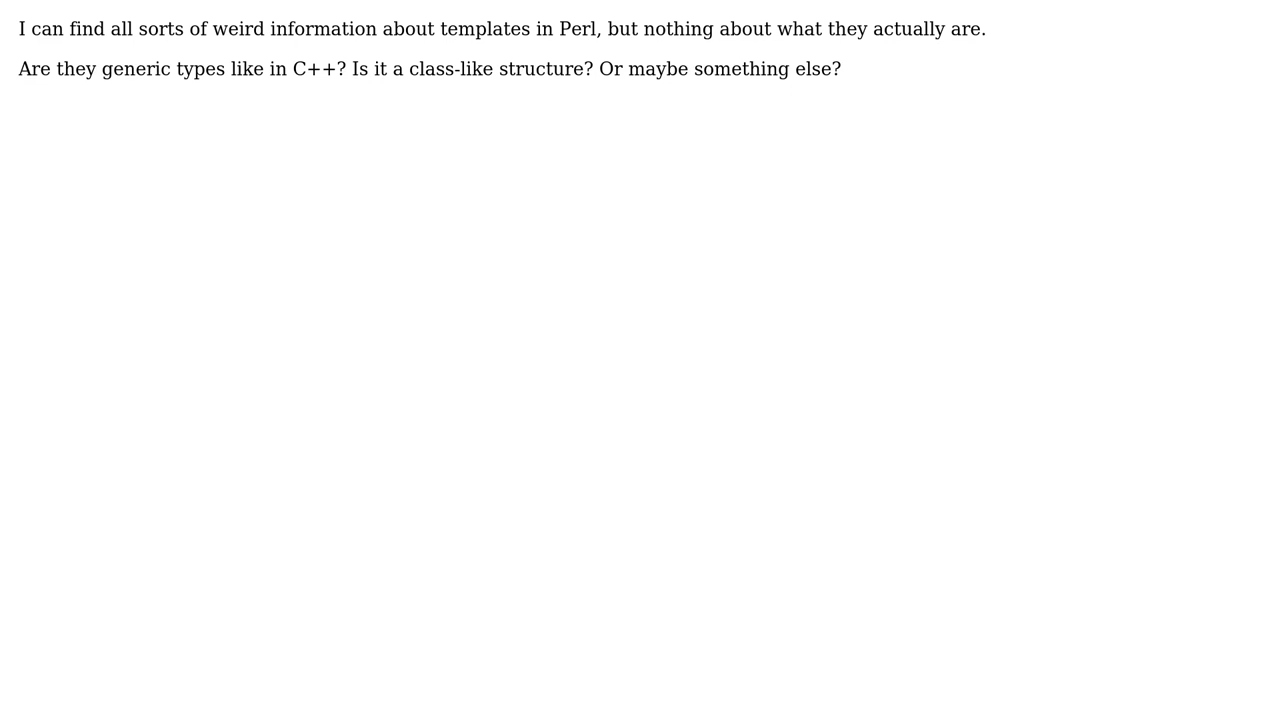 I can find all sorts of weird information about templates in Perl, but nothing about what they actually are.
Are they generic types like in C++? Is it a class-like structure? Or maybe something else?